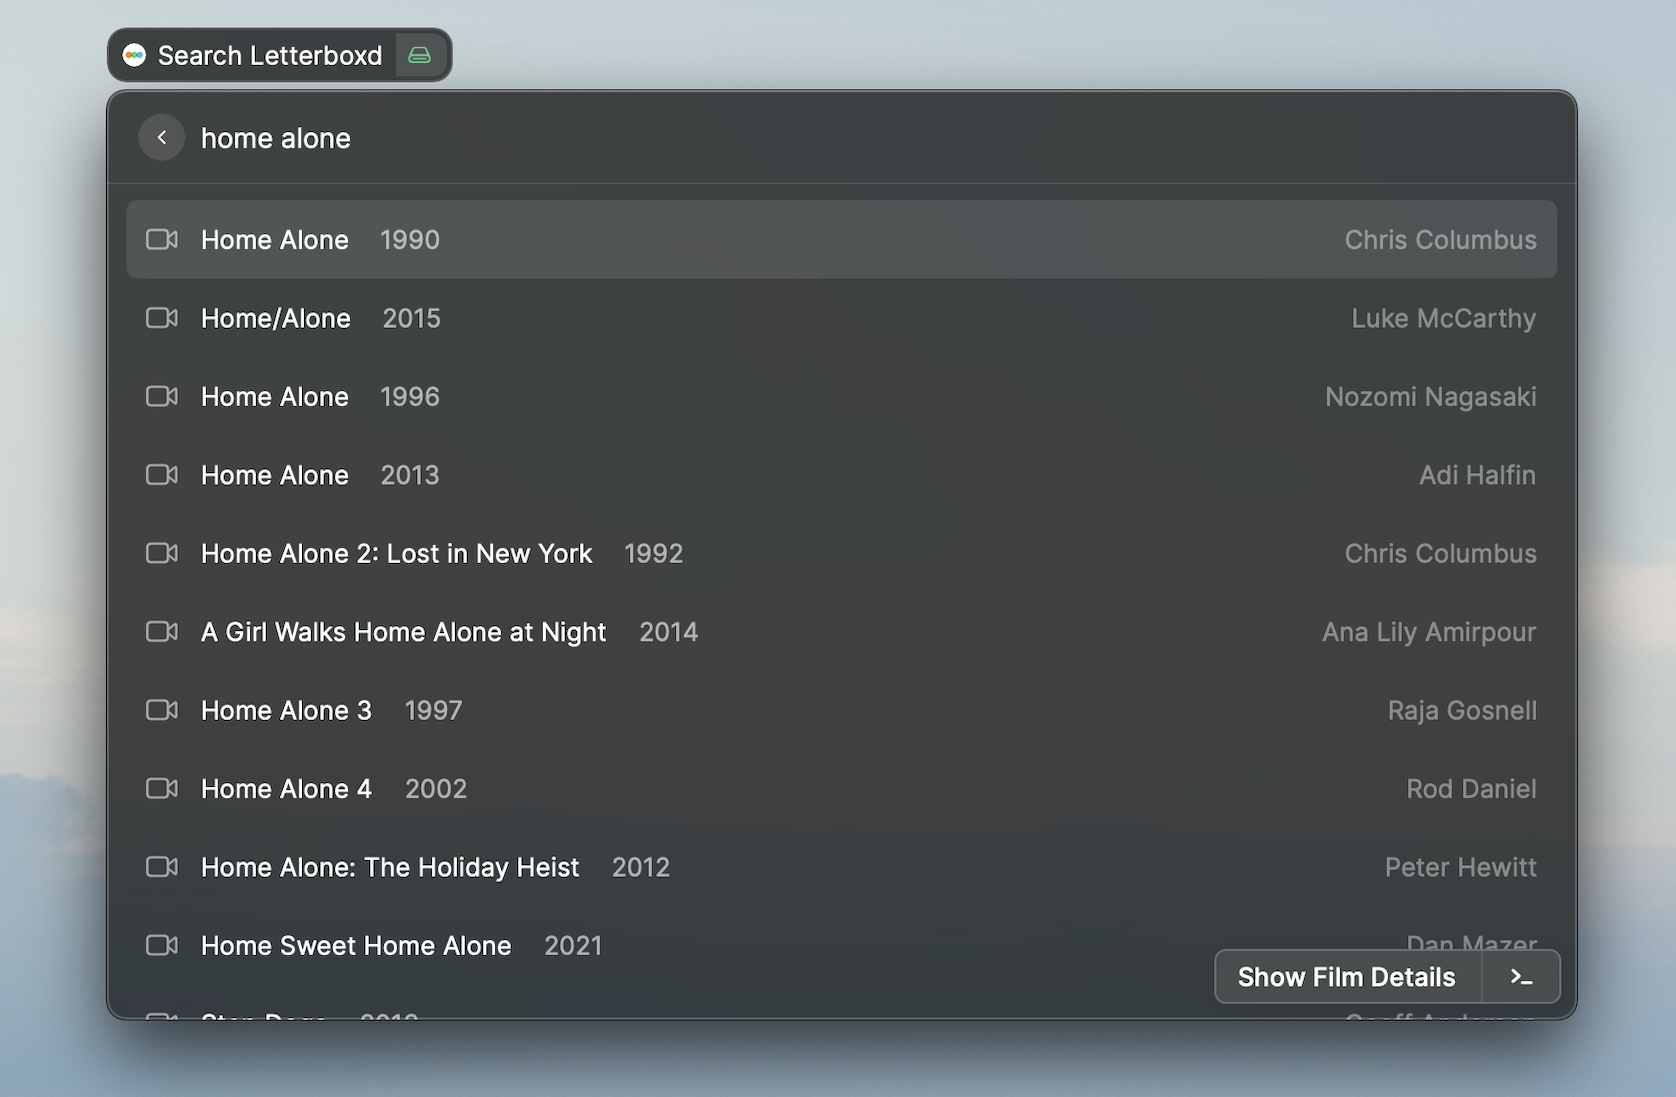 Search Letterboxd
home alone
Home Alone 1990 Chris Columbus
Home/Alone 2015 Luke McCarthy
Home Alone 1996 Nozomi Nagasaki
Home Alone 2013 Adi Halfin
Home Alone 2: Lost in New York 1992 Chris Columbus
A Girl Walks Home Alone at Night 2014 Ana Lily Amirpour
Home Alone 3 1997 Raja Gosnell
Home Alone 4 2002 Rod Daniel
Home Alone: The Holiday Heist 2012 Peter Hewitt
Home Sweet Home Alone 2021 Dan Mazer
Show Film Details >_